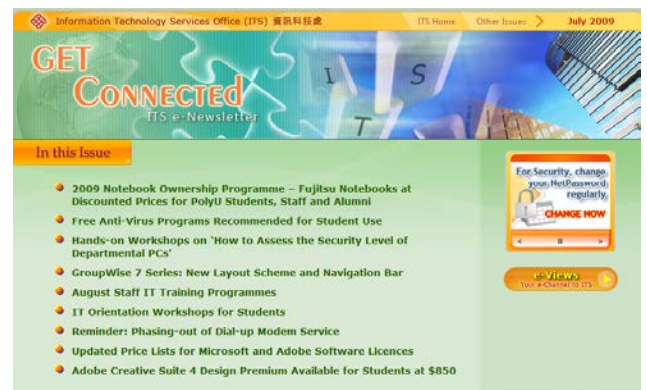 Information Technology Services Office (ITS) 資訊科技處 ITS Home Other Issues July 2009
GET
CONNECTED
ITS e-Newsletter
I
S
T
In this Issue
2009 Notebook Ownership Programme – Fujitsu Notebooks at
Discounted Prices for PolyU Students, Staff and Alumni
Free Anti-Virus Programs Recommended for Student Use
Hands-on Workshops on 'How to Assess the Security Level of
Departmental PCs'
GroupWise 7 Series: New Layout Scheme and Navigation Bar
August Staff IT Training Programmes
IT Orientation Workshops for Students
Reminder: Phasing-out of Dial-up Modem Service
Updated Price Lists for Microsoft and Adobe Software Licences
Adobe Creative Suite 4 Design Premium Available for Students at $850
For Security, change
your NetPassword
regularly
CHANGE NOW
e-Views
Your e-Channel to ITS